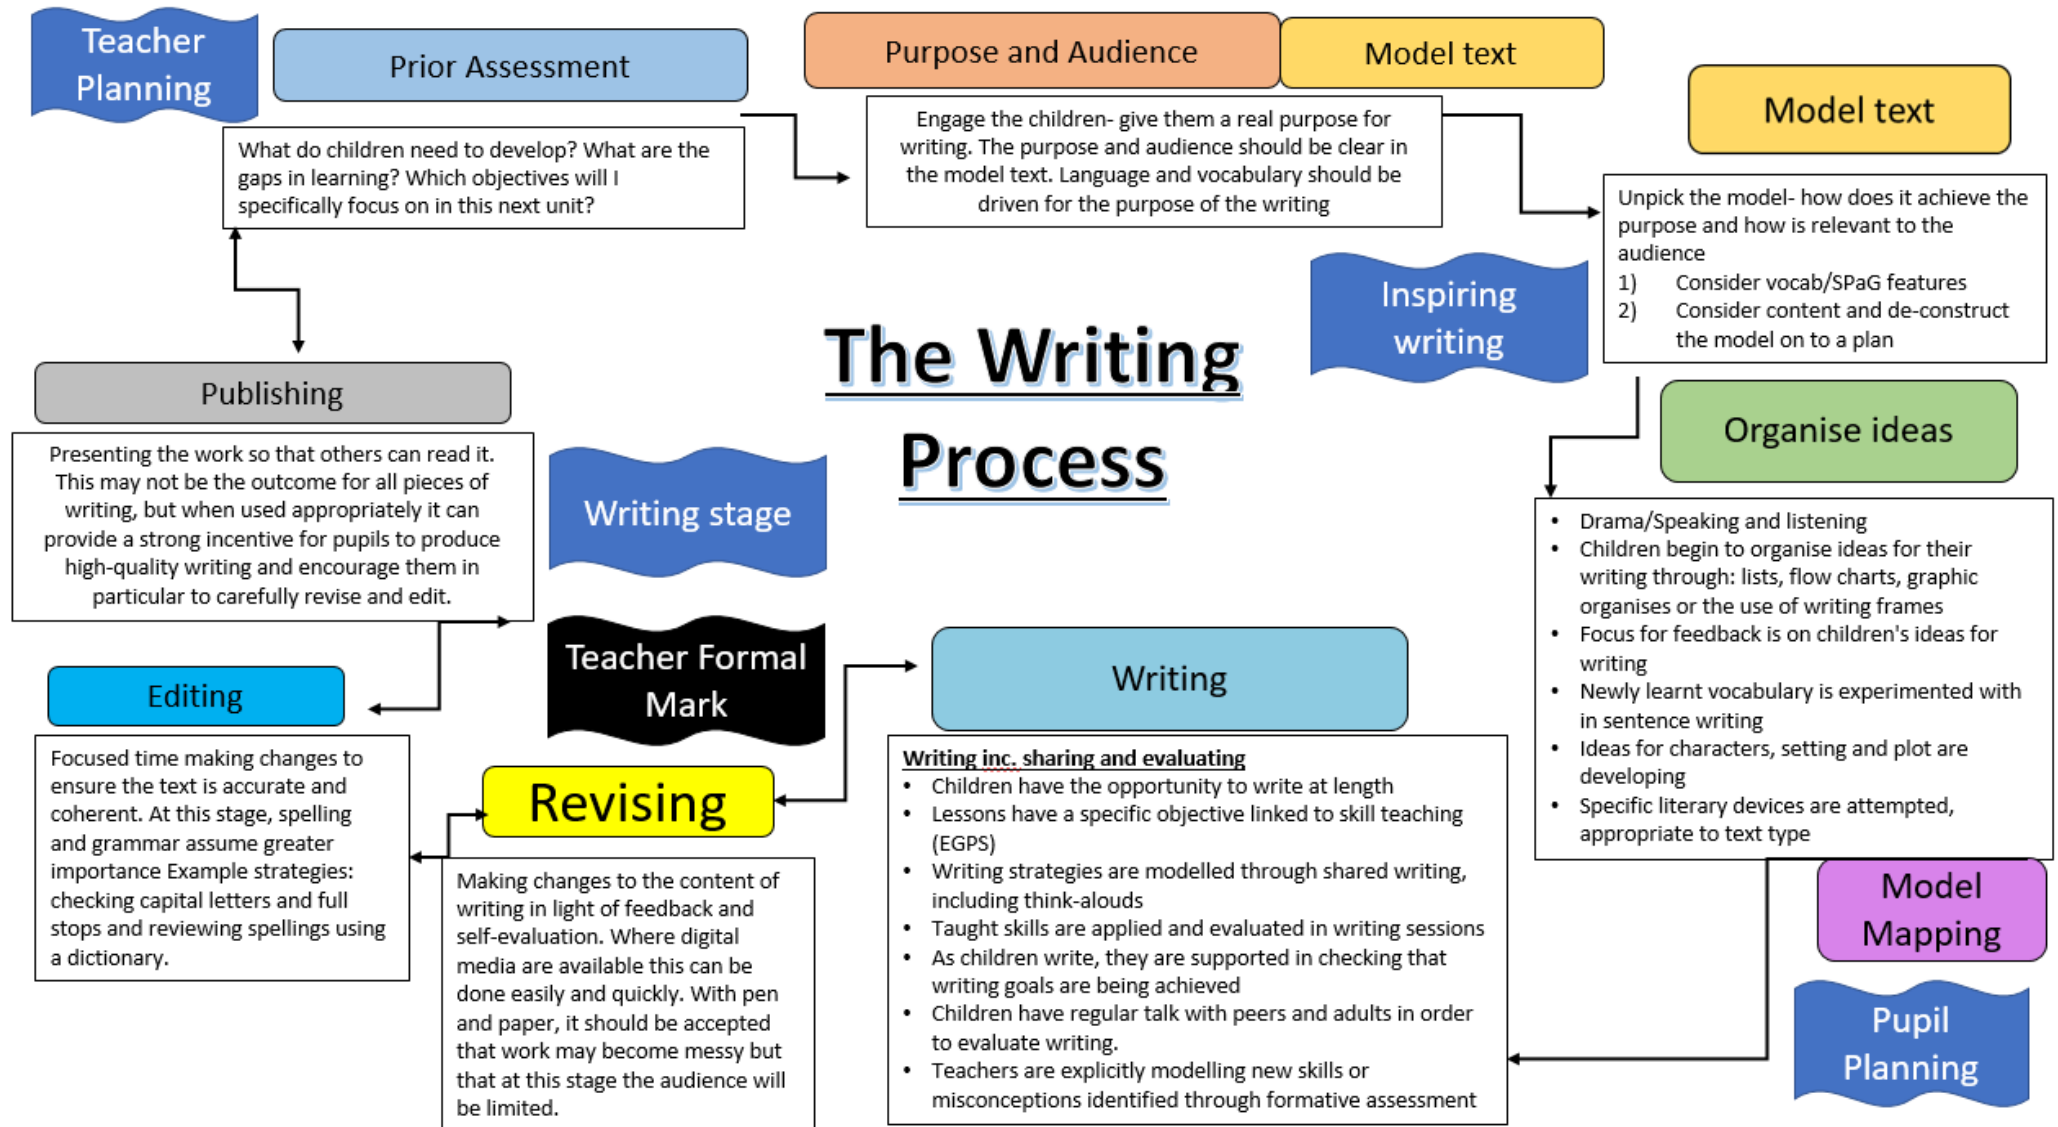 Teacher
Planning
Prior Assessment
What do children need to develop? What are the
gaps in learning? Which objectives will I
specifically focus on in this next unit?
Purpose and Audience
Model text
Engage the children- give them a real purpose for
writing. The purpose and audience should be clear in
the model text. Language and vocabulary should be
driven for the purpose of the writing
Model text
Unpick the model- how does it achieve the
purpose and how is relevant to the
audience
1) Consider vocab/SPaG features
2) Consider content and de-construct
the model on to a plan
Inspiring
writing
The Writing
Process
Organise ideas
• Drama/Speaking and listening
• Children begin to organise ideas for their
writing through: lists, flow charts, graphic
organises or the use of writing frames
• Focus for feedback is on children's ideas for
writing
• Newly learnt vocabulary is experimented with
in sentence writing
• Ideas for characters, setting and plot are
developing
• Specific literary devices are attempted,
appropriate to text type
Model
Mapping
Pupil
Planning
Writing
Writing inc. sharing and evaluating
• Children have the opportunity to write at length
• Lessons have a specific objective linked to skill teaching
(EGPS)
• Writing strategies are modelled through shared writing,
including think-alouds
• Taught skills are applied and evaluated in writing sessions
• As children write, they are supported in checking that
writing goals are being achieved
• Children have regular talk with peers and adults in order
to evaluate writing.
• Teachers are explicitly modelling new skills or
misconceptions identified through formative assessment
Writing stage
Teacher Formal
Mark
Revising
Making changes to the content of
writing in light of feedback and
self-evaluation. Where digital
media are available this can be
done easily and quickly. With pen
and paper, it should be accepted
that work may become messy but
that at this stage the audience will
be limited.
Editing
Focused time making changes to
ensure the text is accurate and
coherent. At this stage, spelling
and grammar assume greater
importance Example strategies:
checking capital letters and full
stops and reviewing spellings using
a dictionary.
Publishing
Presenting the work so that others can read it.
This may not be the outcome for all pieces of
writing, but when used appropriately it can
provide a strong incentive for pupils to produce
high-quality writing and encourage them in
particular to carefully revise and edit.